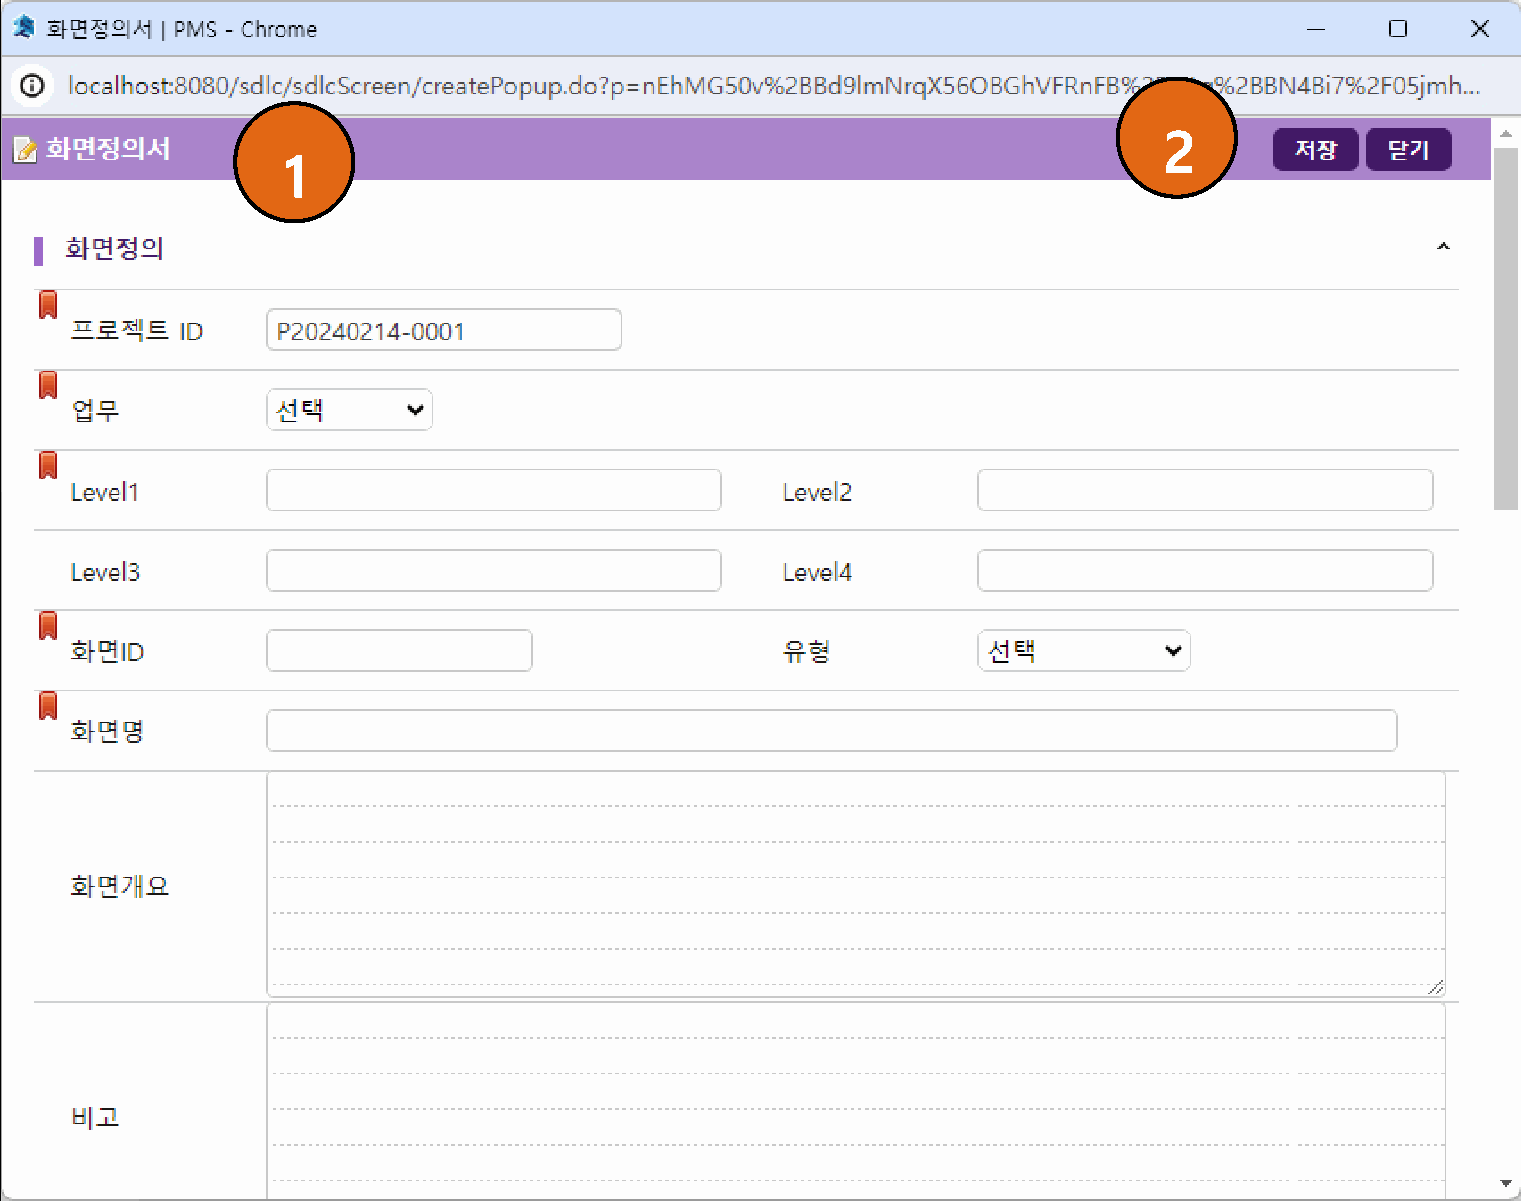 화면정의서 | PMS - Chrome
localhost:8080/sdlc/sdlcScreen/createPopup.do?p=nEhMG50v%2BBd9lmNrqX56OBGhVFRnFB%2BBN4Bi7%2F05jmh...
화면정의서 1 2 저장 닫기
화면정의
프로젝트 ID P20240214-0001
업무 선택
Level1 Level2
Level3 Level4
화면ID 유형 선택
화면명
화면개요
비고